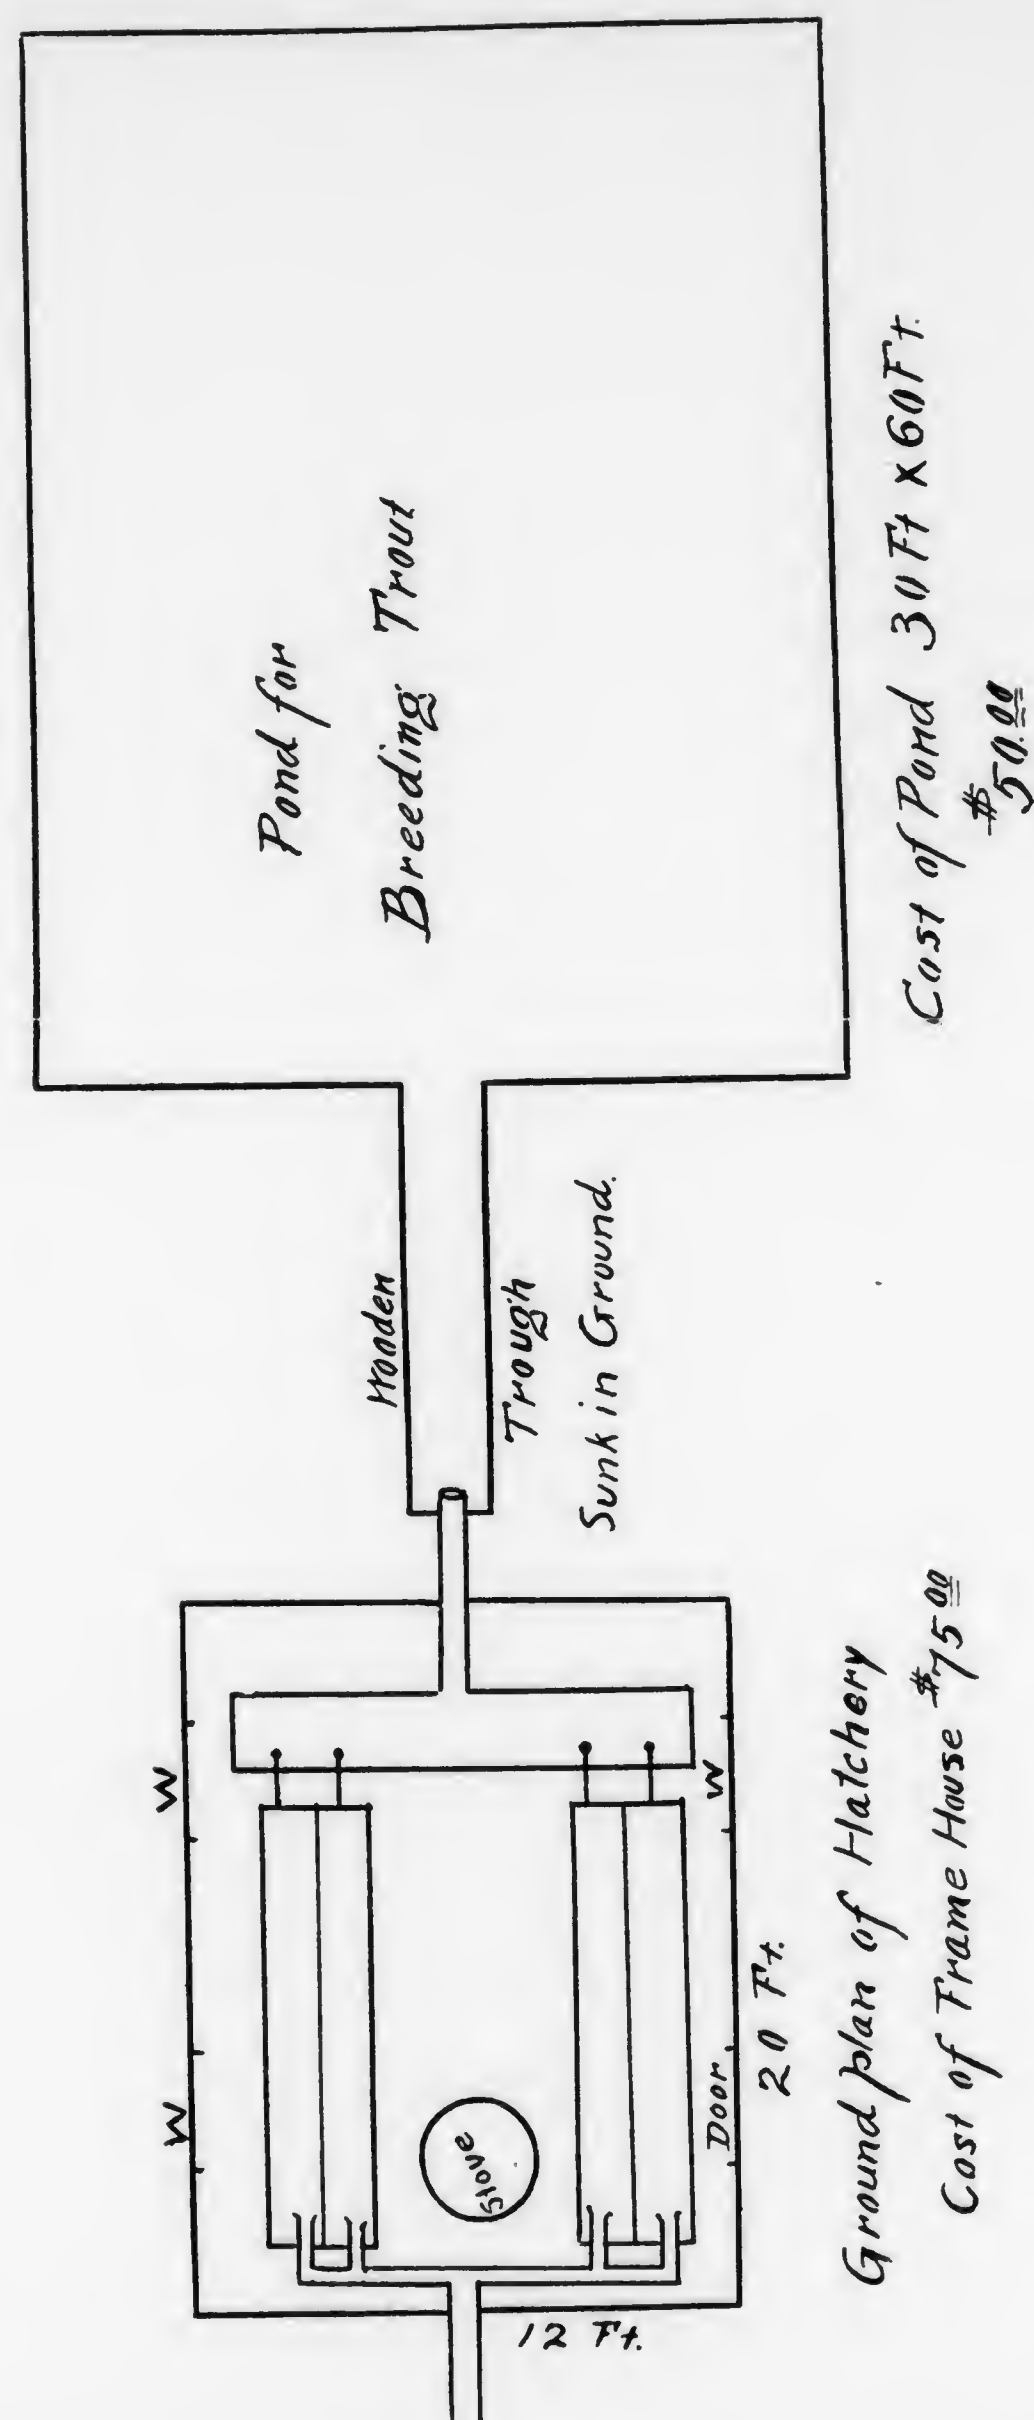 Pond for
Breeding Trout
Wooden
Trough
Sunk in Ground.
Cost of Pond 30 Ft x 60 Ft.
$50.00
W
W
W
Stove
Door
12 Ft.
20 Ft.
Ground plan of Hatchery
Cost of Frame House $75 00